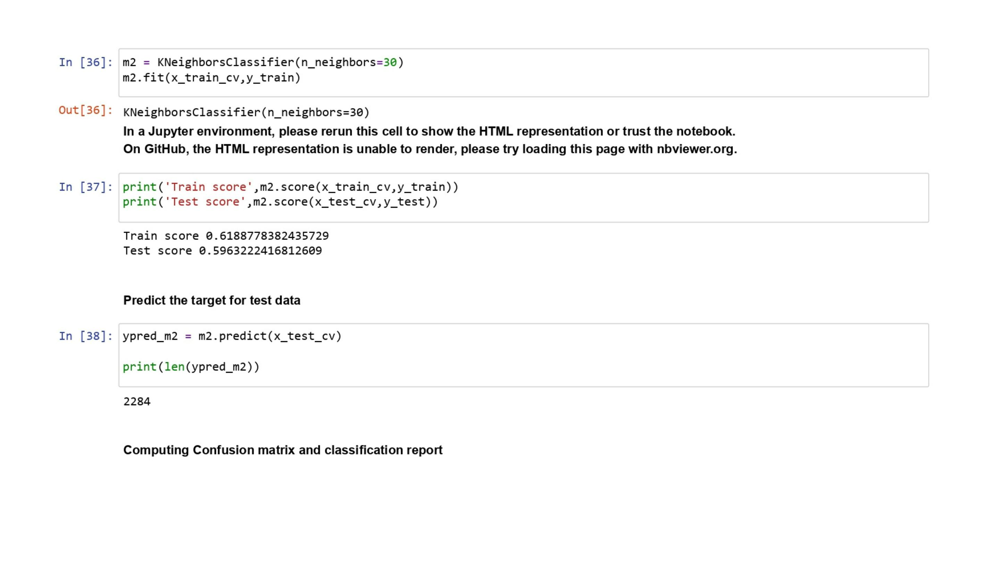 In [36]: m2 = KNeighborsClassifier(n_neighbors=30)
m2.fit(x_train_cv,y_train)
Out[36]: KNeighborsClassifier(n_neighbors=30)
In a Jupyter environment, please rerun this cell to show the HTML representation or trust the notebook.
On GitHub, the HTML representation is unable to render, please try loading this page with nbviewer.org.
In [37]: print('Train score',m2.score(x_train_cv,y_train))
print('Test score',m2.score(x_test_cv,y_test))
Train score 0.6188778382435729
Test score 0.5963222416812609
Predict the target for test data
In [38]: ypred_m2 = m2.predict(x_test_cv)
print(len(ypred_m2))
2284
Computing Confusion matrix and classification report